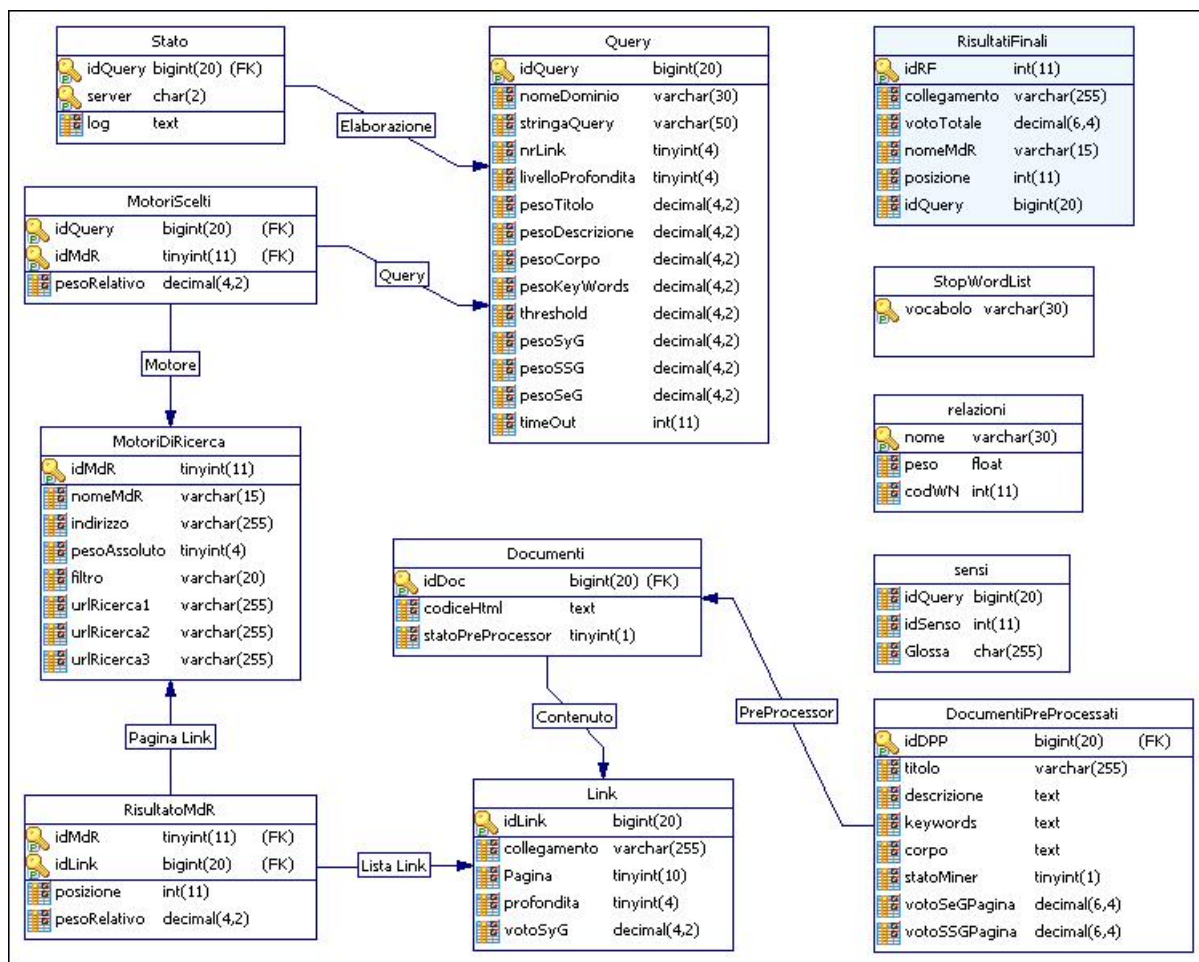 Stato
idQuery bigint(20) (FK)
server char(2)
log text
Elaborazione
Query
idQuery bigint(20)
nomeDominio varchar(30)
stringaQuery varchar(50)
nrLink tinyint(4)
livelloProfondita tinyint(4)
pesoTitolo decimal(4,2)
pesoDescrizione decimal(4,2)
pesoCorpo decimal(4,2)
pesoKeyWords decimal(4,2)
threshold decimal(4,2)
pesoSyG decimal(4,2)
pesoSSG decimal(4,2)
pesoSeG decimal(4,2)
timeOut int(11)
RisultatiFinali
idRF int(11)
collegamento varchar(255)
votoTotale decimal(6,4)
nomeMdR varchar(15)
posizione int(11)
idQuery bigint(20)
MotoriScelti
idQuery bigint(20) (FK)
idMdR tinyint(11) (FK)
pesoRelativo decimal(4,2)
Query
Motore
StopWordList
vocabolo varchar(30)
relazioni
nome varchar(30)
peso float
codWN int(11)
MotoriDiRicerca
idMdR tinyint(11)
nomeMdR varchar(15)
indirizzo varchar(255)
pesoAssoluto tinyint(4)
filtro varchar(20)
urlRicerca1 varchar(255)
urlRicerca2 varchar(255)
urlRicerca3 varchar(255)
Documenti
idDoc bigint(20) (FK)
codiceHtml text
statoPreProcessor tinyint(1)
sensi
idQuery bigint(20)
idSenso int(11)
Glossa char(255)
Contenuto
PreProcessor
Pagina Link
DocumentiPreProcessati
idDPP bigint(20) (FK)
titolo varchar(255)
descrizione text
keywords text
corpo text
statoMiner tinyint(1)
votoSeGPagina decimal(6,4)
votoSSGPagina decimal(6,4)
RisultatoMdR
idMdR tinyint(11) (FK)
idLink bigint(20) (FK)
posizione int(11)
pesoRelativo decimal(4,2)
Lista Link
Link
idLink bigint(20)
collegamento varchar(255)
Pagina tinyint(10)
profondita tinyint(4)
votoSyG decimal(4,2)